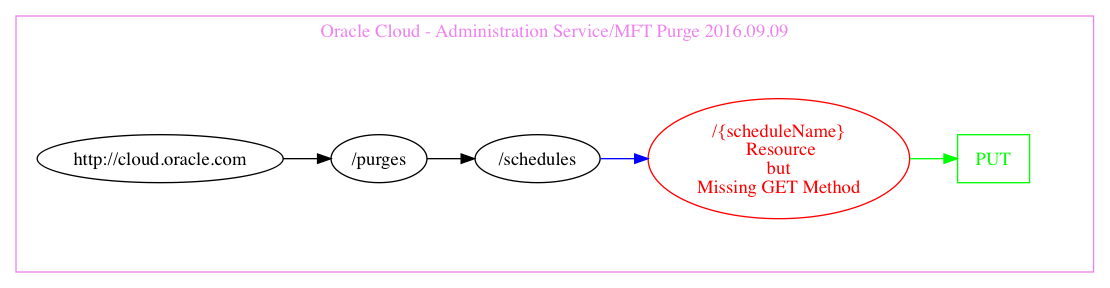 Oracle Cloud - Administration Service/MFT Purge 2016.09.09
http://cloud.oracle.com
/purges
/schedules
/{scheduleName}
Resource
but
Missing GET Method
PUT